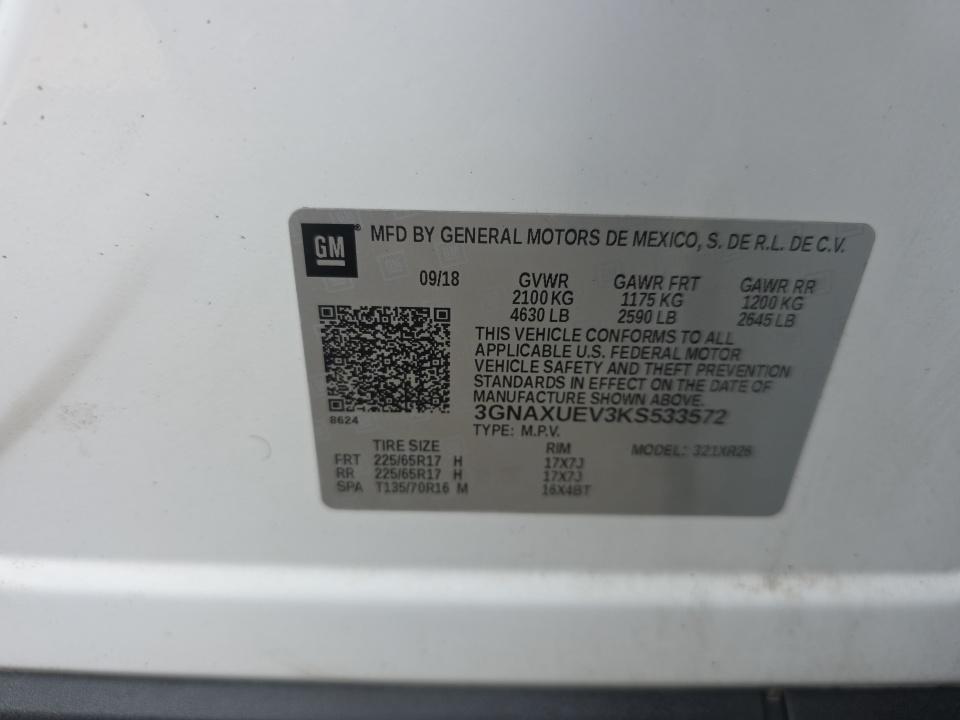 GM ® MFD BY GENERAL MOTORS DE MEXICO, S. DE R.L. DE C.V.
09/18 GVWR GAWR FRT GAWR RR
2100 KG 1175 KG 1200 KG
4630 LB 2590 LB 2645 LB
THIS VEHICLE CONFORMS TO ALL
APPLICABLE U.S. FEDERAL MOTOR
VEHICLE SAFETY AND THEFT PREVENTION
STANDARDS IN EFFECT ON THE DATE OF
MANUFACTURE SHOWN ABOVE.
3GNAXUEV3KS533572
8624 TYPE: M.P.V.
TIRE SIZE RIM MODEL: 321XR26
FRT 225/65R17 H 17X7J
RR 225/65R17 H 17X7J
SPA T135/70R16 M 16X4BT